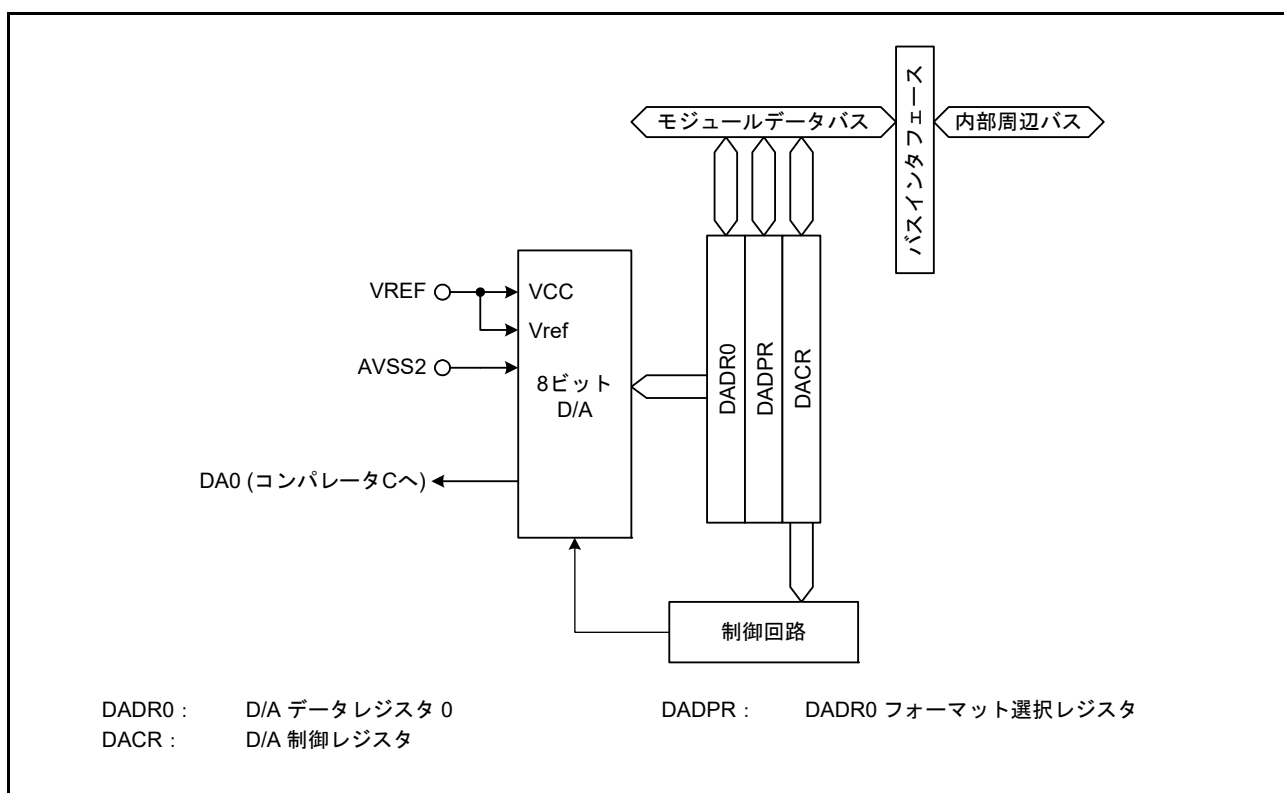 モジュールデータバス
バスインタフェース
内部周辺バス
VREF
VCC
Vref
AVSS2
8ビット
D/A
DADR0
DADPR
DACR
DA0 (コンパレータCへ)
制御回路
DADR0 : D/A データレジスタ 0
DADPR : DADR0 フォーマット選択レジスタ
DACR : D/A 制御レジスタ